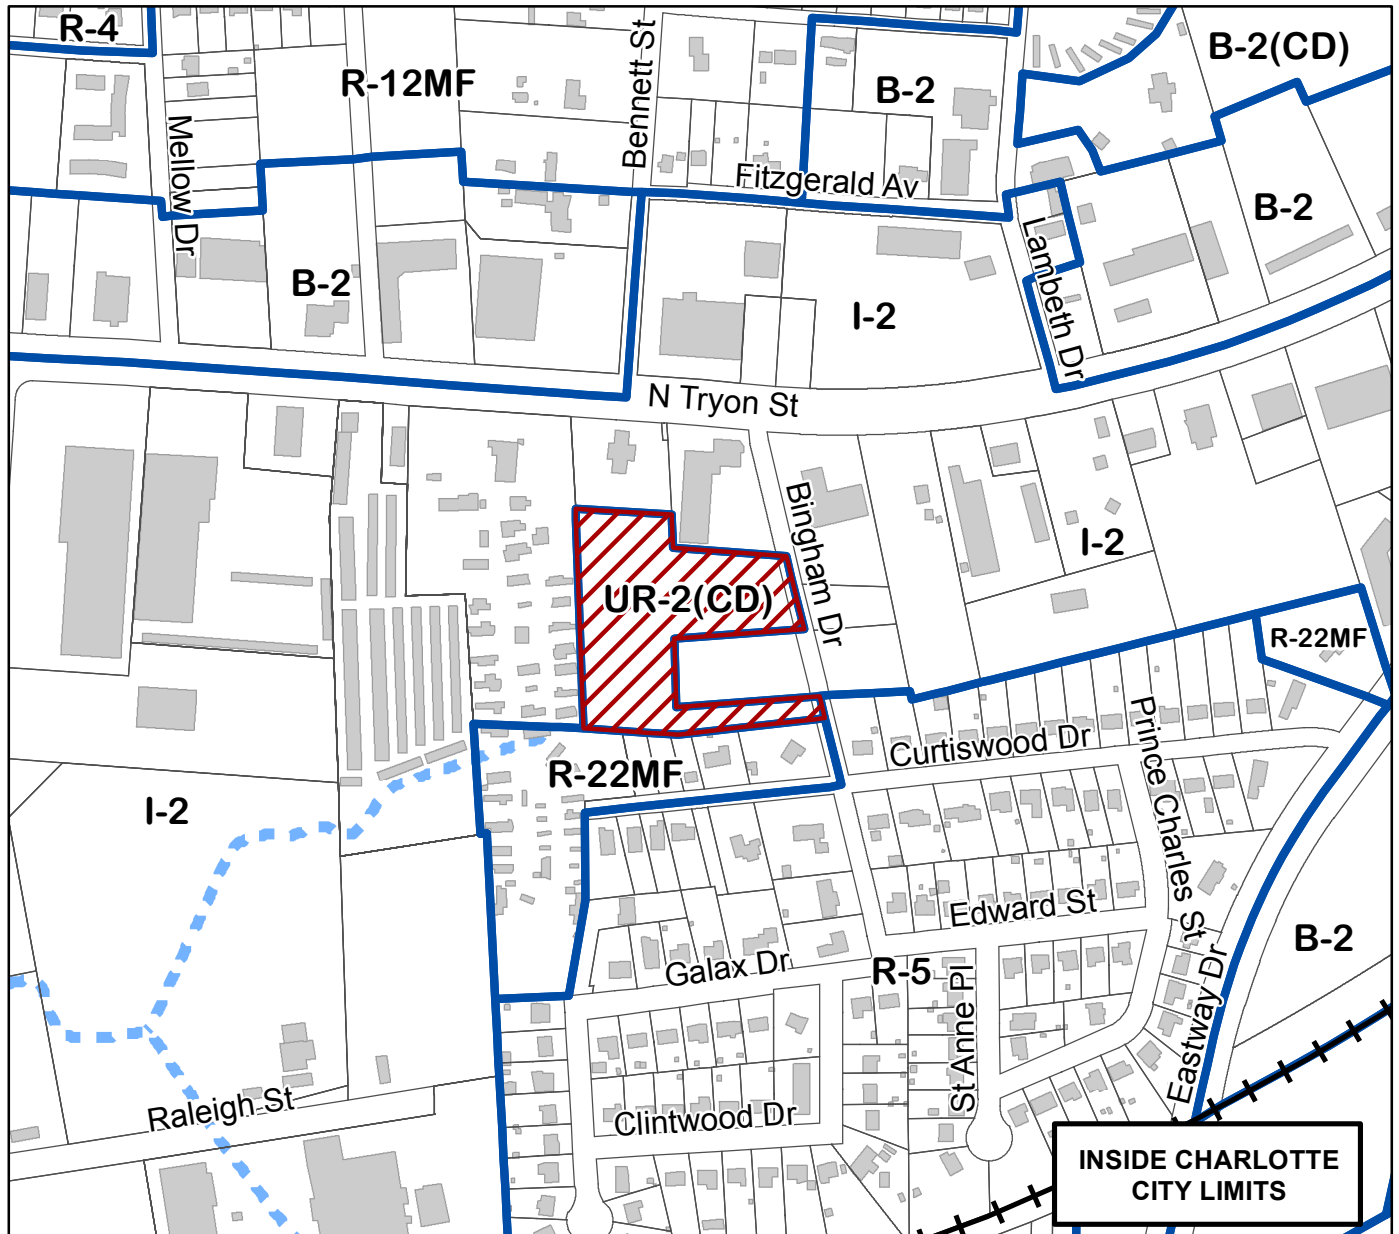 R-4
B-2(CD)
R-12MF
Bennett St
B-2
Mellow Dr
Fitzgerald Av
B-2
Lambeth Dr
B-2
I-2
N Tryon St
Bingham Dr
I-2
UR-2(CD)
R-22MF
Prince Charles St
Curtiswood Dr
R-22MF
I-2
Edward St
B-2
Galax Dr
R-5
St Anne Pl
Eastway Dr
Raleigh St
Clintwood Dr
INSIDE CHARLOTTE
CITY LIMITS